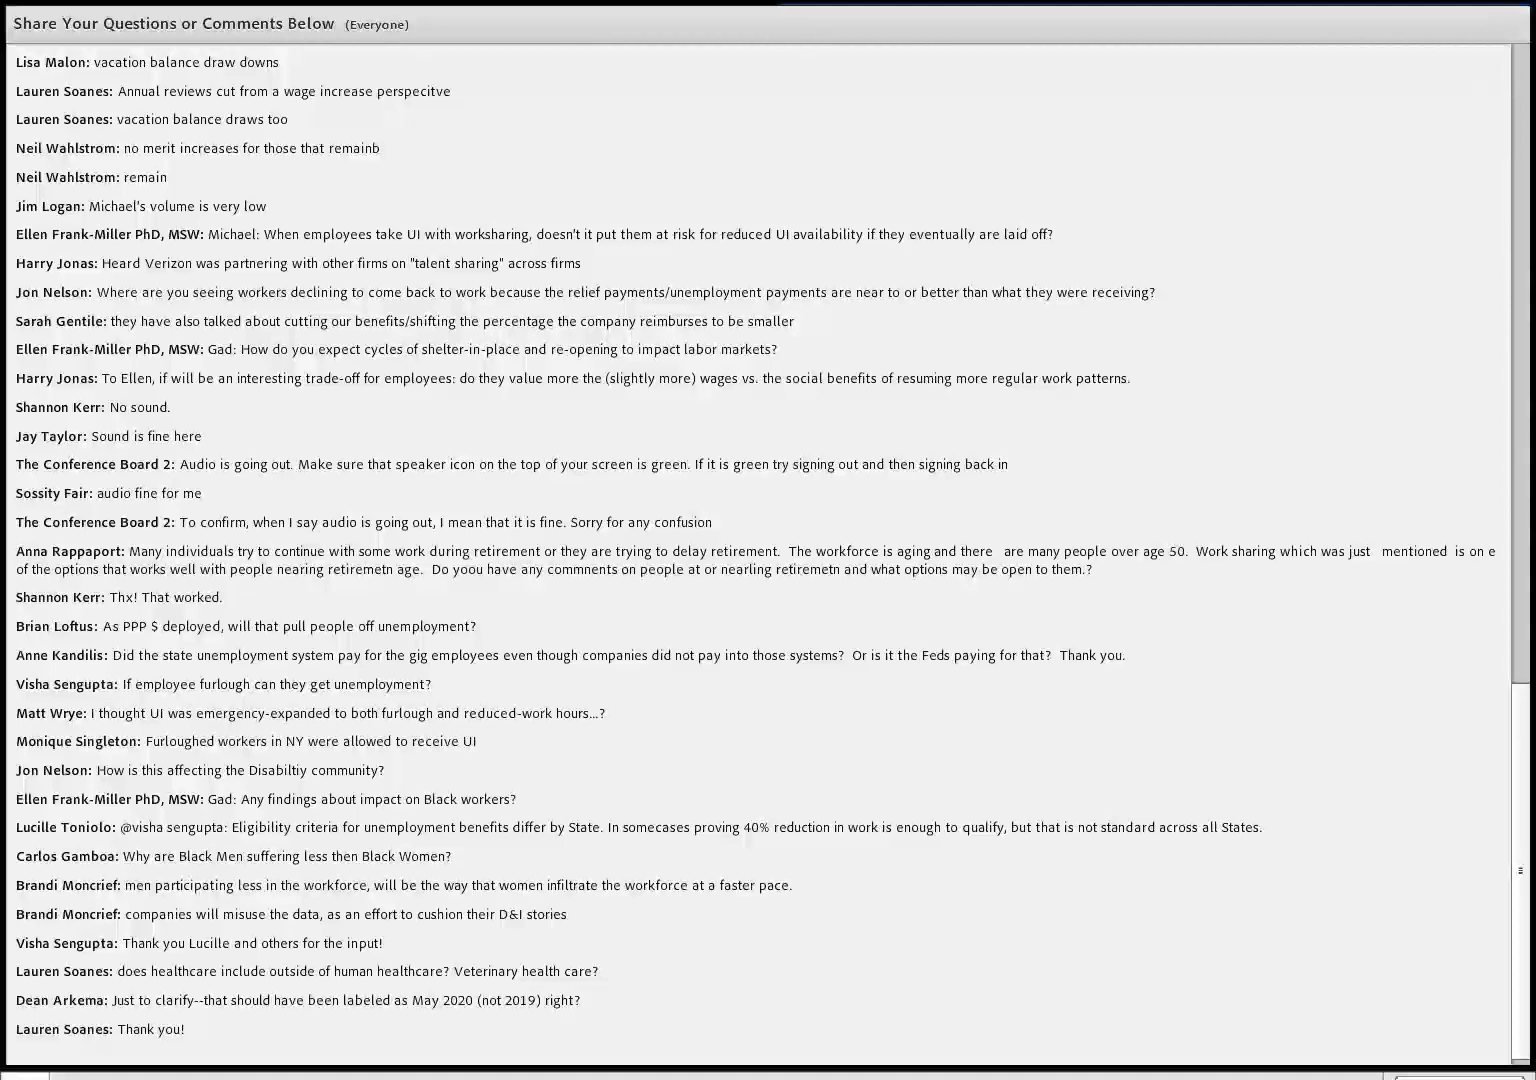 Share Your Questions or Comments Below (Everyone)
Lisa Malon: vacation balance draw downs
Lauren Soanes: Annual reviews cut from a wage increase perspecitve
Lauren Soanes: vacation balance draws too
Neil Wahlstrom: no merit increases for those that remainb
Neil Wahlstrom: remain
Jim Logan: Michael's volume is very low
Ellen Frank-Miller PhD, MSW: Michael: When employees take UI with worksharing, doesn't it put them at risk for reduced UI availability if they eventually are laid off?
Harry Jonas: Heard Verizon was partnering with other firms on "talent sharing" across firms
Jon Nelson: Where are you seeing workers declining to come back to work because the relief payments/unemployment payments are near to or better than what they were receiving?
Sarah Gentile: they have also talked about cutting our benefits/shifting the percentage the company reimburses to be smaller
Ellen Frank-Miller PhD, MSW: Gad: How do you expect cycles of shelter-in-place and re-opening to impact labor markets?
Harry Jonas: To Ellen, if will be an interesting trade-off for employees: do they value more the (slightly more) wages vs. the social benefits of resuming more regular work patterns.
Shannon Kerr: No sound.
Jay Taylor: Sound is fine here
The Conference Board 2: Audio is going out. Make sure that speaker icon on the top of your screen is green. If it is green try signing out and then signing back in
Sossity Fair: audio fine for me
The Conference Board 2: To confirm, when I say audio is going out, I mean that it is fine. Sorry for any confusion
Anna Rappaport: Many individuals try to continue with some work during retirement or they are trying to delay retirement.  The workforce is aging and there   are many people over age 50.  Work sharing which was just   mentioned  is on e
of the options that works well with people nearing retiremetn age.  Do yoou have any commnents on people at or nearling retiremetn and what options may be open to them.?
Shannon Kerr: Thx! That worked.
Brian Loftus: As PPP $ deployed, will that pull people off unemployment?
Anne Kandilis: Did the state unemployment system pay for the gig employees even though companies did not pay into those systems?  Or is it the Feds paying for that?  Thank you.
Visha Sengupta: If employee furlough can they get unemployment?
Matt Wrye: I thought UI was emergency-expanded to both furlough and reduced-work hours...?
Monique Singleton: Furloughed workers in NY were allowed to receive UI
Jon Nelson: How is this affecting the Disabiltiy community?
Ellen Frank-Miller PhD, MSW: Gad: Any findings about impact on Black workers?
Lucille Toniolo: @visha sengupta: Eligibility criteria for unemployment benefits differ by State. In somecases proving 40% reduction in work is enough to qualify, but that is not standard across all States.
Carlos Gamboa: Why are Black Men suffering less then Black Women?
Brandi Moncrief: men participating less in the workforce, will be the way that women infiltrate the workforce at a faster pace.
Brandi Moncrief: companies will misuse the data, as an effort to cushion their D&I stories
Visha Sengupta: Thank you Lucille and others for the input!
Lauren Soanes: does healthcare include outside of human healthcare? Veterinary health care?
Dean Arkema: Just to clarify--that should have been labeled as May 2020 (not 2019) right?
Lauren Soanes: Thank you!